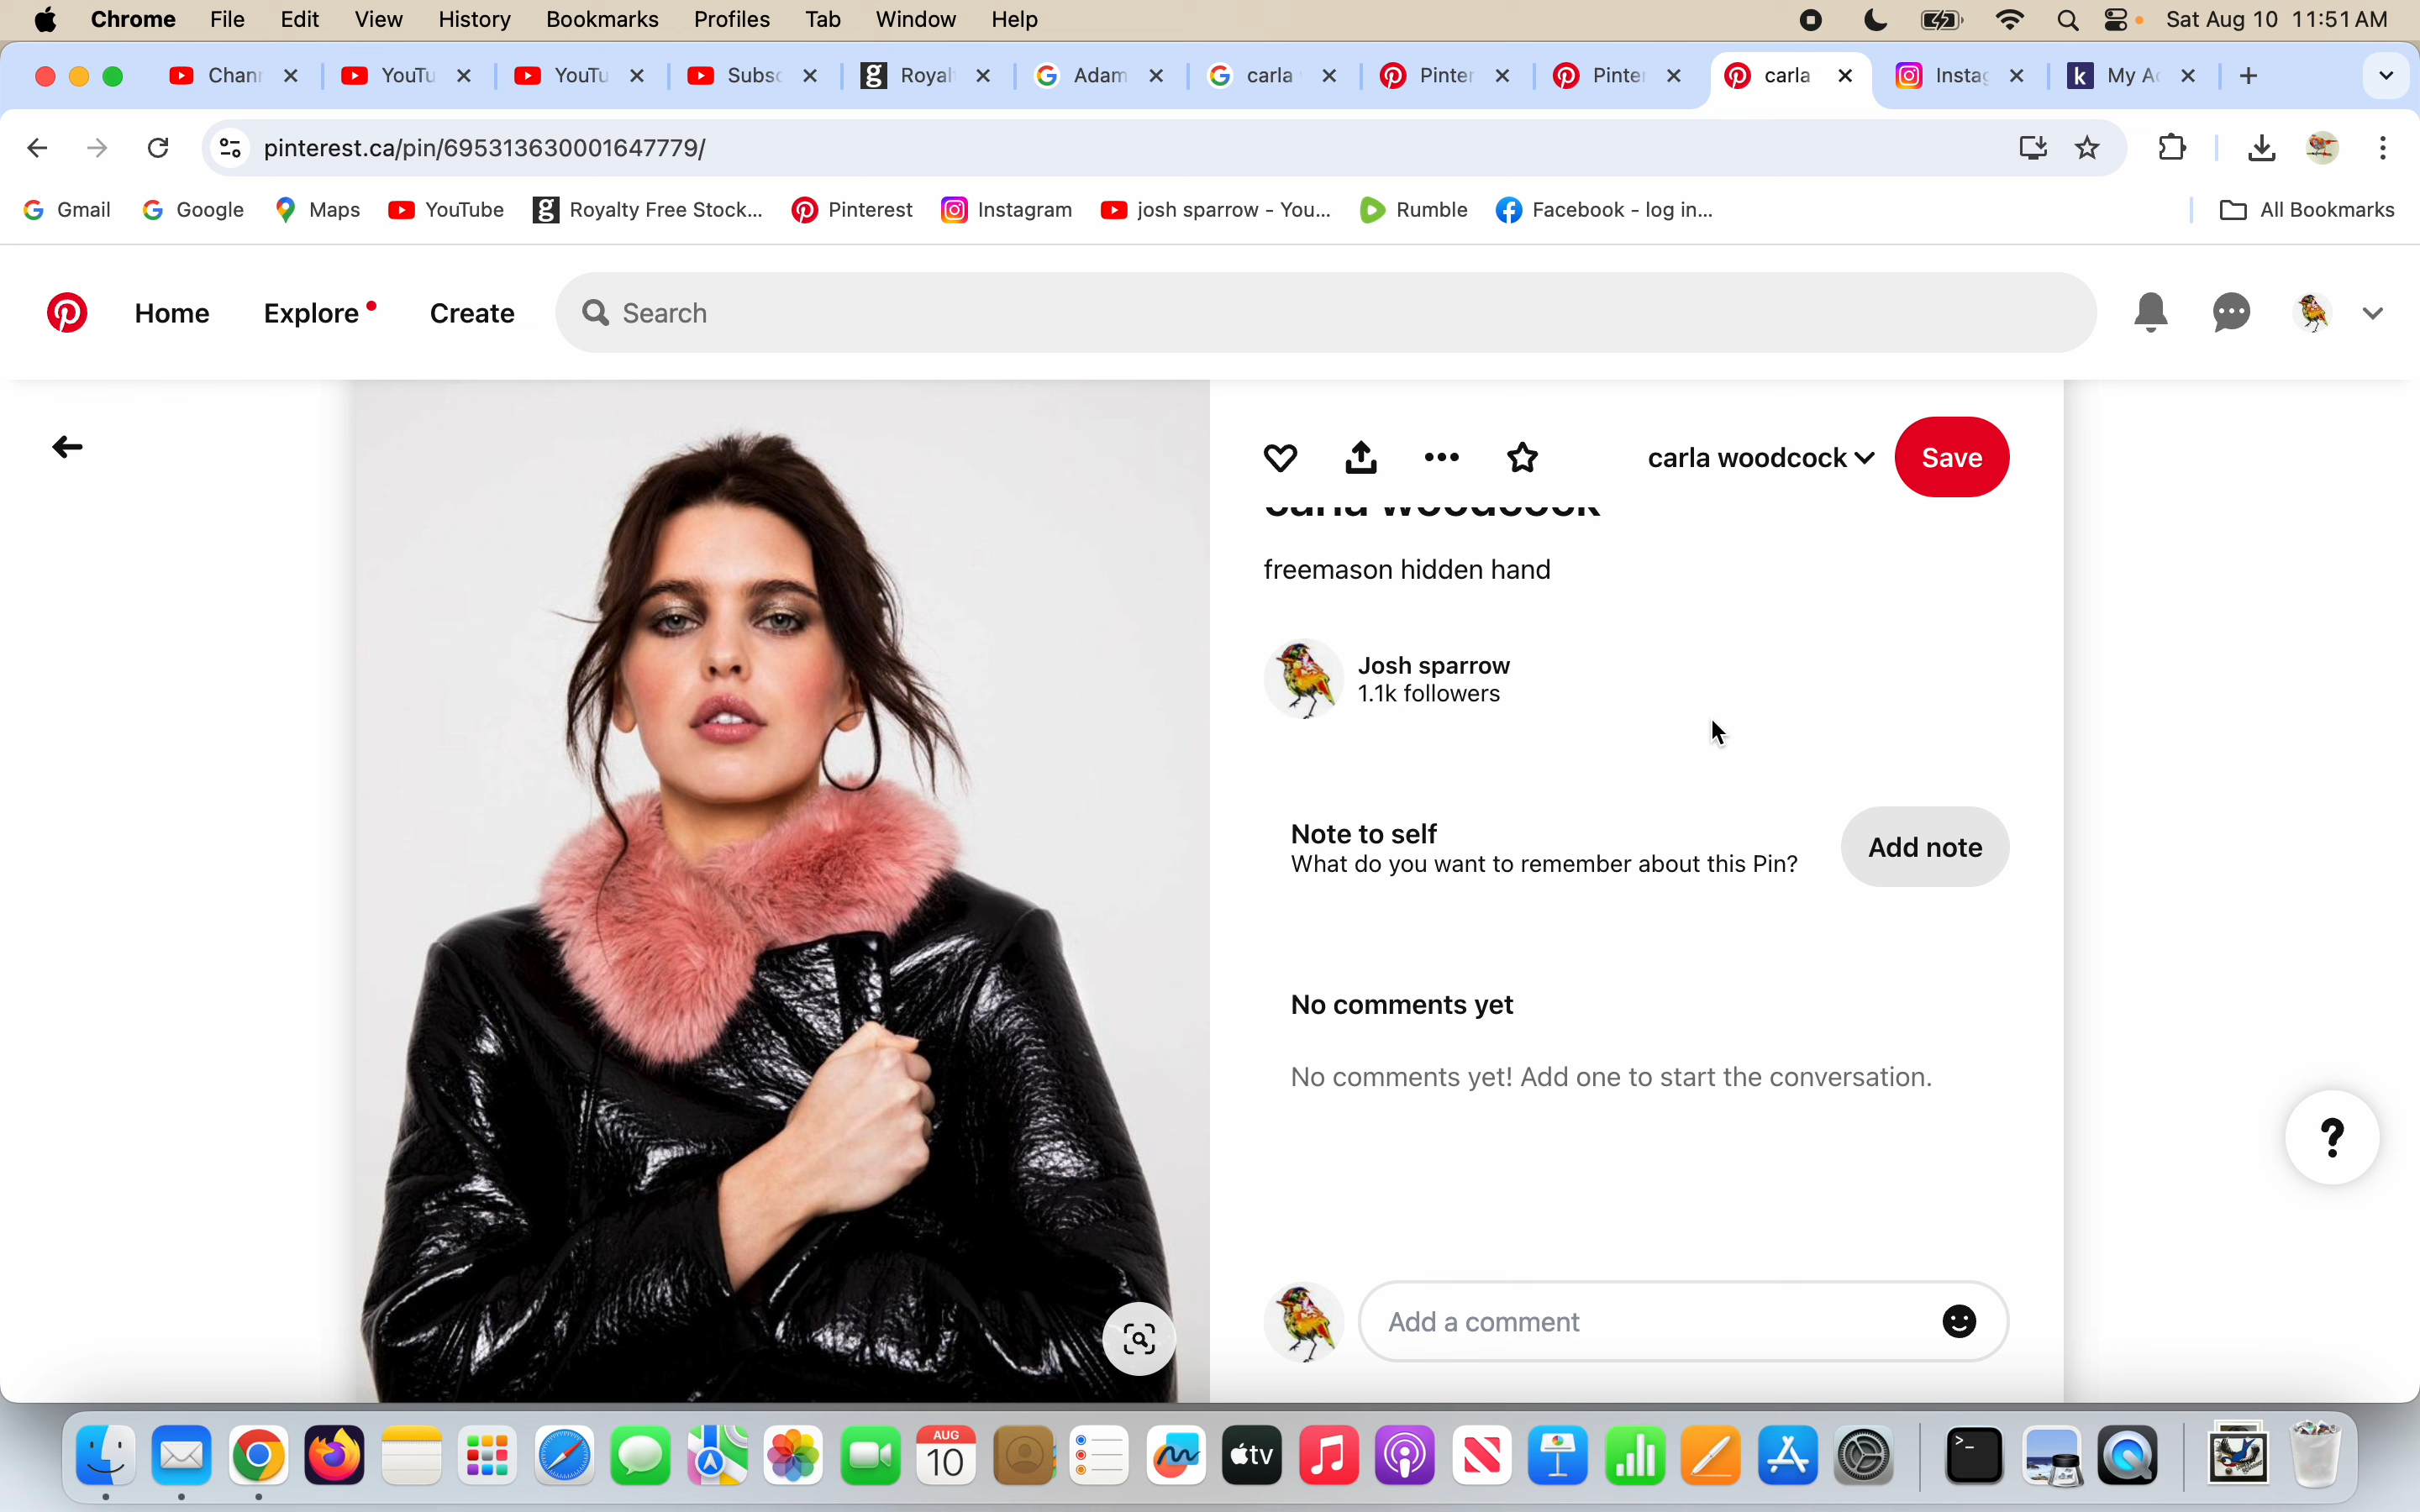 Chrome File Edit View History Bookmarks Profiles Tab Window Help Sat Aug 10 11:51 AM
Chan YouTu YouTu Subsc Royal Adam carla Pinter Pinter carla Instag k My Ac
pinterest.ca/pin/695313630001647779/
Gmail Google Maps YouTube Royalty Free Stock... Pinterest Instagram josh sparrow - You... Rumble Facebook - log in... All Bookmarks
Home Explore Create Search
carla woodcock Save
carla woodcock
freemason hidden hand
Josh sparrow
1.1k followers
Note to self
What do you want to remember about this Pin?
Add note
No comments yet
No comments yet! Add one to start the conversation.
?
Add a comment
AUG
10
tv